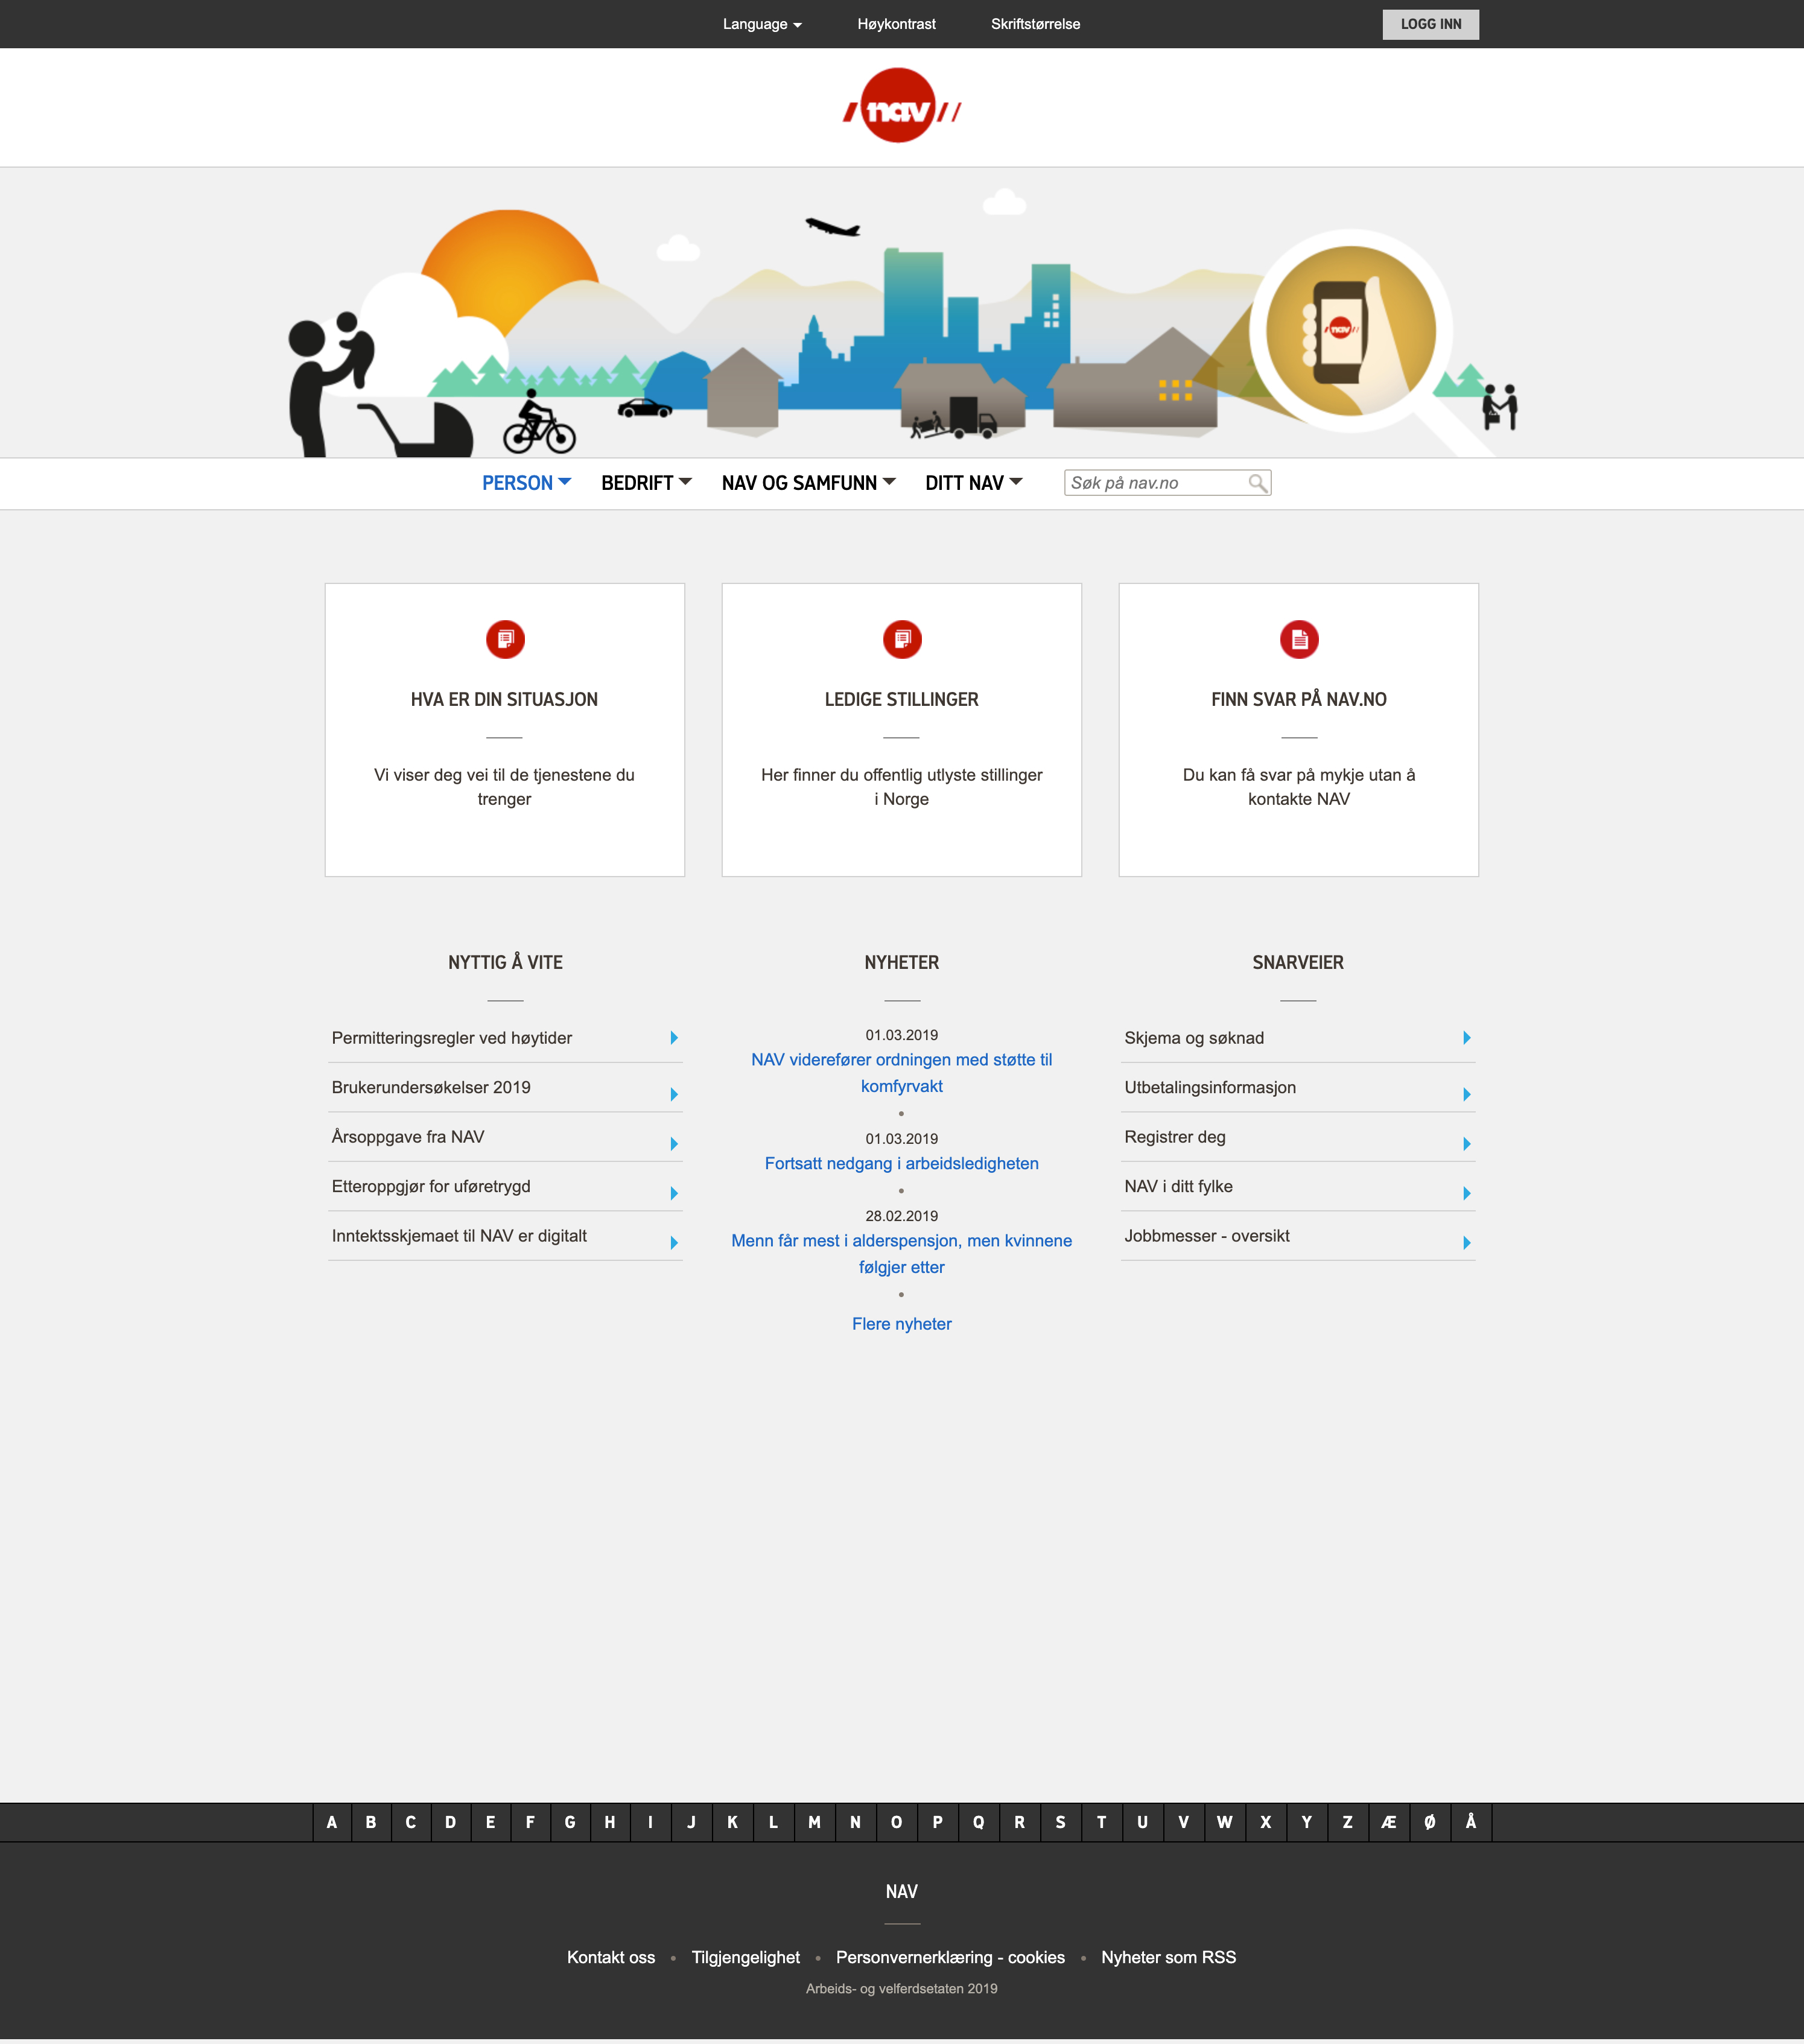 Language
Høykontrast
Skriftstørrelse
LOGG INN
nav
nav
PERSON
BEDRIFT
NAV OG SAMFUNN
DITT NAV
Søk på nav.no
HVA ER DIN SITUASJON
Vi viser deg vei til de tjenestene du
trenger
LEDIGE STILLINGER
Her finner du offentlig utlyste stillinger
i Norge
FINN SVAR PÅ NAV.NO
Du kan få svar på mykje utan å
kontakte NAV
NYTTIG Å VITE
Permitteringsregler ved høytider
Brukerundersøkelser 2019
Årsoppgave fra NAV
Etteroppgjør for uføretrygd
Inntektsskjemaet til NAV er digitalt
NYHETER
01.03.2019
NAV viderefører ordningen med støtte til
komfyrvakt
01.03.2019
Fortsatt nedgang i arbeidsledigheten
28.02.2019
Menn får mest i alderspensjon, men kvinnene
følgjer etter
Flere nyheter
SNARVEIER
Skjema og søknad
Utbetalingsinformasjon
Registrer deg
NAV i ditt fylke
Jobbmesser - oversikt
A B C D E F G H I J K L M N O P Q R S T U V W X Y Z Æ Ø Å
NAV
Kontakt oss • Tilgjengelighet • Personvernerklæring - cookies • Nyheter som RSS
Arbeids- og velferdsetaten 2019